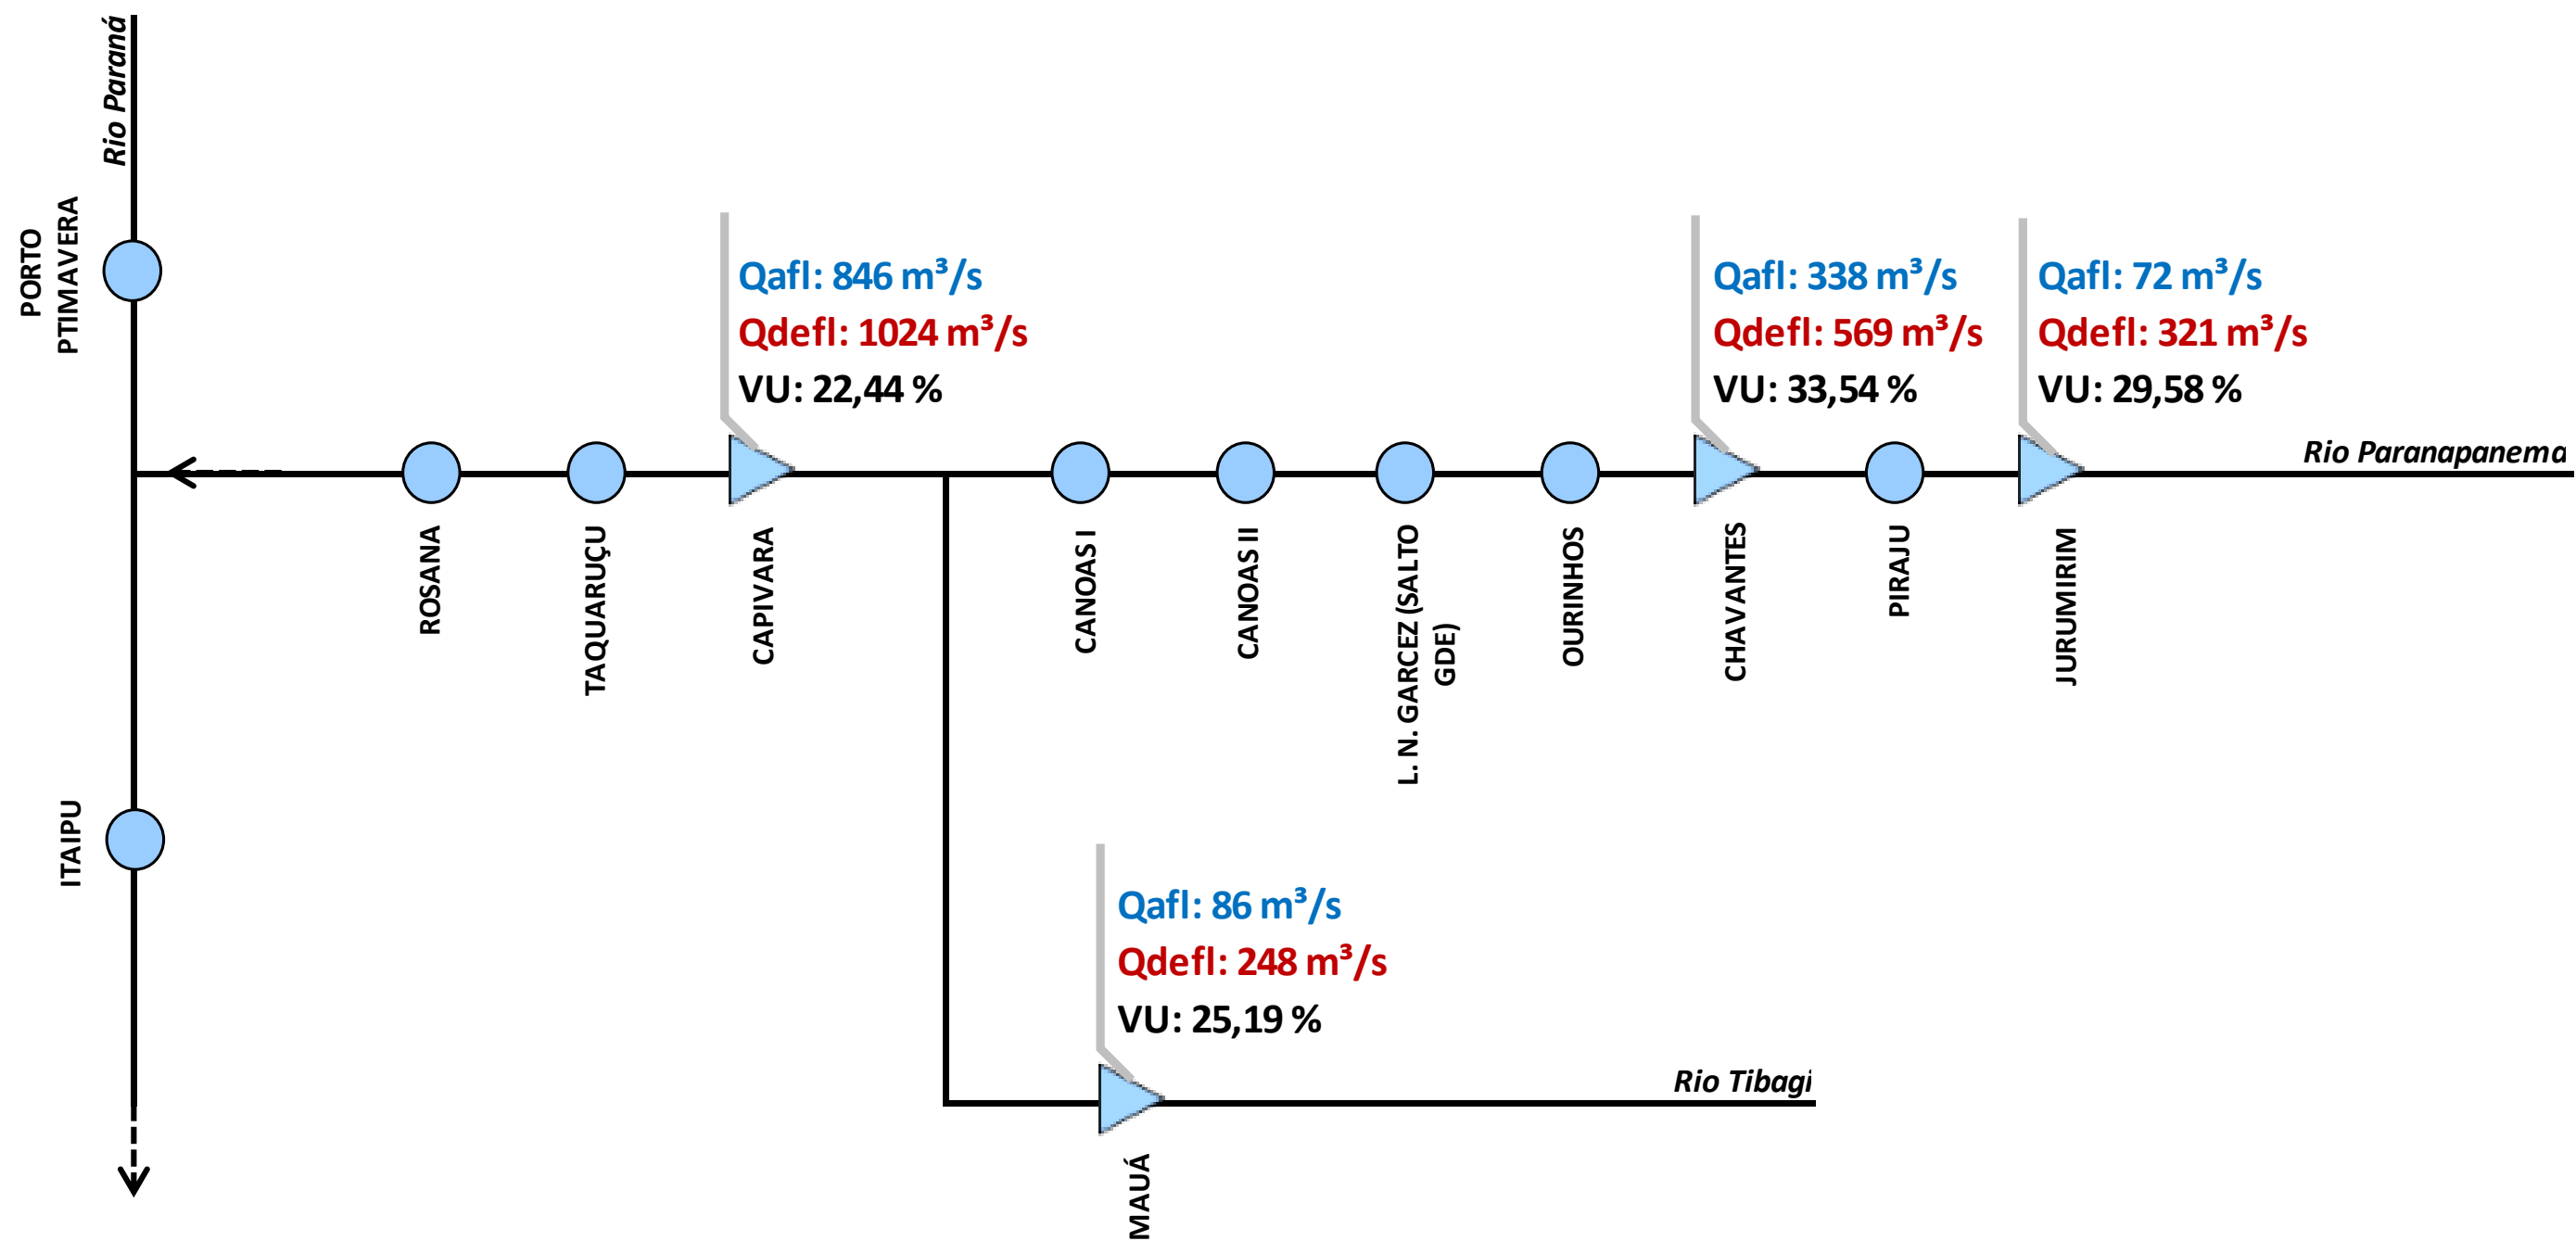 Rio Paraná
PORTO
PTIMAVERA
Qafl: 846 m³/s
Qdefl: 1024 m³/s
VU: 22,44 %
Qafl: 338 m³/s
Qdefl: 569 m³/s
VU: 33,54 %
Qafl: 72 m³/s
Qdefl: 321 m³/s
VU: 29,58 %
Rio Paranapanema
ROSANA
TAQUARUÇU
CAPIVARA
CANOAS I
CANOAS II
L. N. GARCEZ (SALTO
GDE)
OURINHOS
CHAVANTES
PIRAJU
JURUMIRIM
ITAIPU
Qafl: 86 m³/s
Qdefl: 248 m³/s
VU: 25,19 %
Rio Tibagi
MAUÁ